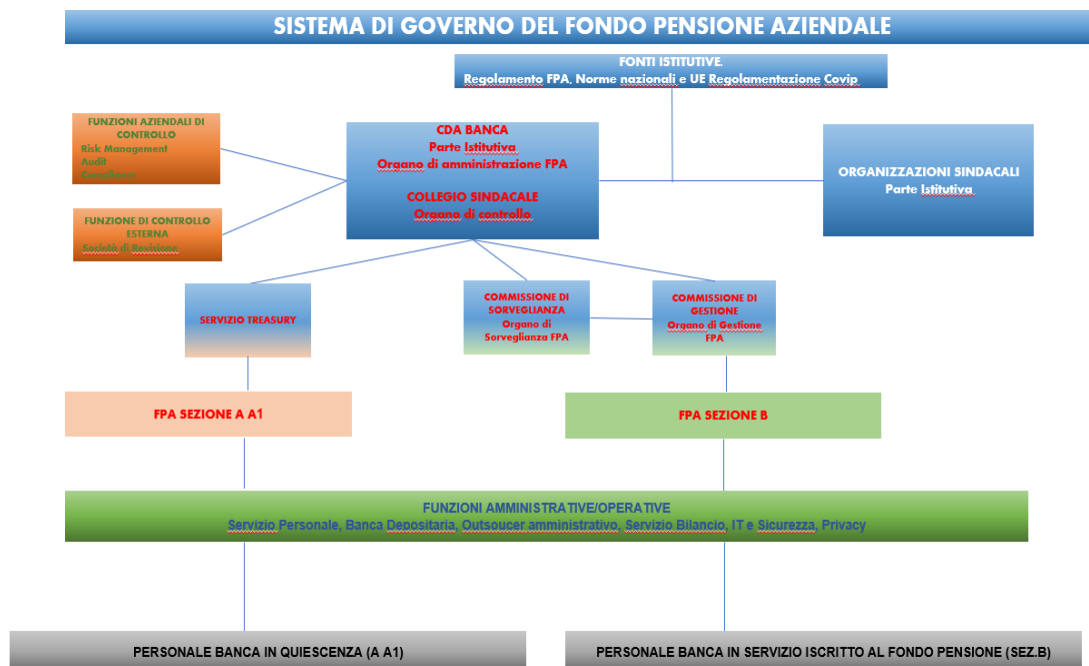 SISTEMA DI GOVERNO DEL FONDO PENSIONE AZIENDALE
FONTI ISTITUTIVE.
Regolamento FPA, Norme nazionali e UE Regolamentazione Covip
FUNZIONI AZIENDALI DI
CONTROLLO
Risk Management
Audit
Compliance
CDA BANCA
Parte Istitutiva
Organo di amministrazione FPA
COLLEGIO SINDACALE
Organo di controllo
ORGANIZZAZIONI SINDACALI
Parte Istitutiva
FUNZIONE DI CONTROLLO
ESTERNA
Società di Revisione
SERVIZIO TREASURY
COMMISSIONE DI
SORVEGLIANZA
Organo di
Sorveglianza FPA
COMMISSIONE DI
GESTIONE
Organo di Gestione
FPA
FPA SEZIONE A A1
FPA SEZIONE B
FUNZIONI AMMINISTRATIVE/OPERATIVE
Servizio Personale, Banca Depositaria, Outsoucer amministrativo, Servizio Bilancio, IT e Sicurezza, Privacy
PERSONALE BANCA IN QUIESCENZA (A A1)
PERSONALE BANCA IN SERVIZIO ISCRITTO AL FONDO PENSIONE (SEZ.B)